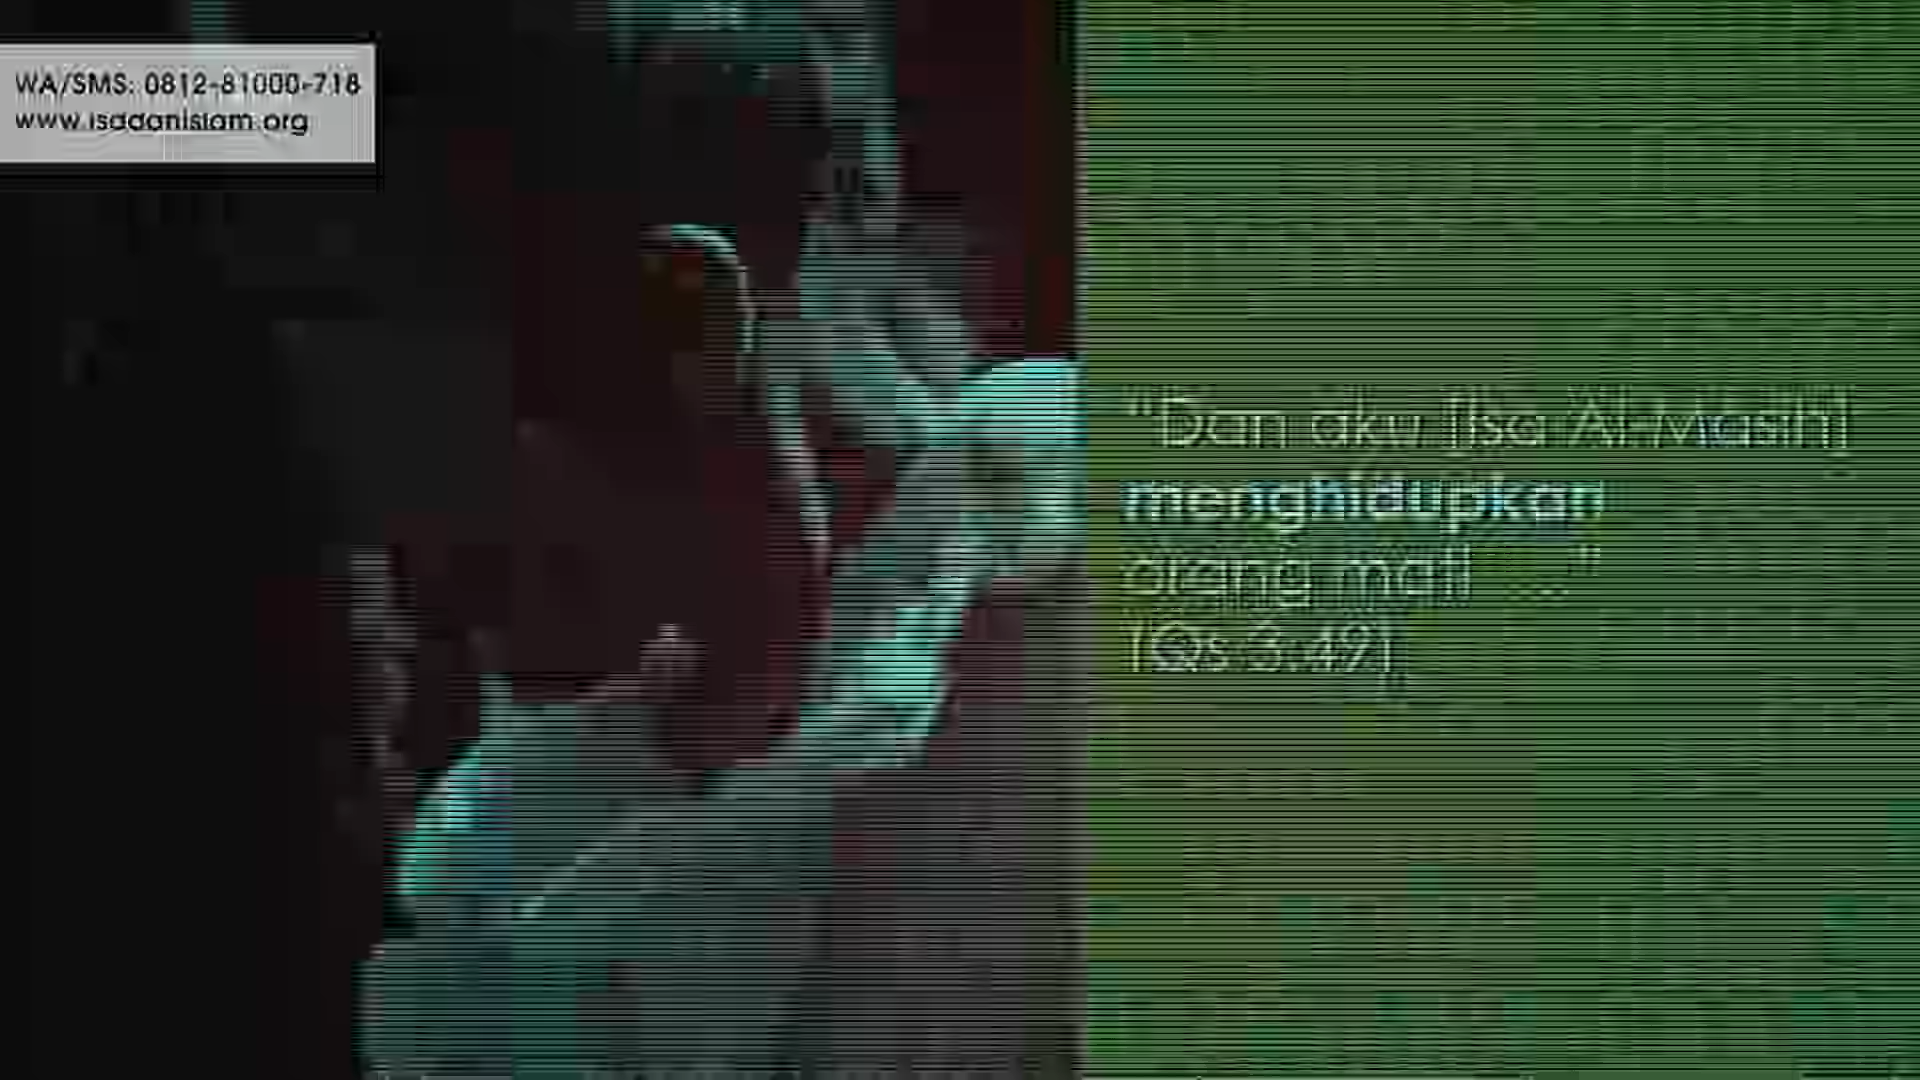 WA/SMS: 0812-81000-718
www.isadanislam.org
"Dan aku [Isa Al-Masih]
menghidupkan
orang mati ...."
(Qs 3:49)